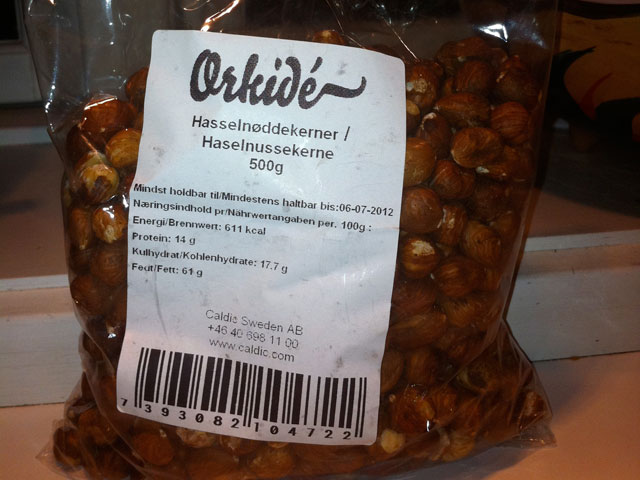 Orkidé
Hasselnøddekerner /
Haselnussekerne
500g
Mindst holdbar til/Mindestens haltbar bis:06-07-2012
Næringsindhold pr/Nährwertangaben per. 100g :
Energi/Brennwert: 611 kcal
Protein: 14 g
Kulhydrat/Kohlenhydrate: 17,7 g
Fedt/Fett: 61 g
Caldic Sweden AB
+46 40 698 11 00
www.caldic.com
7 393082 104722